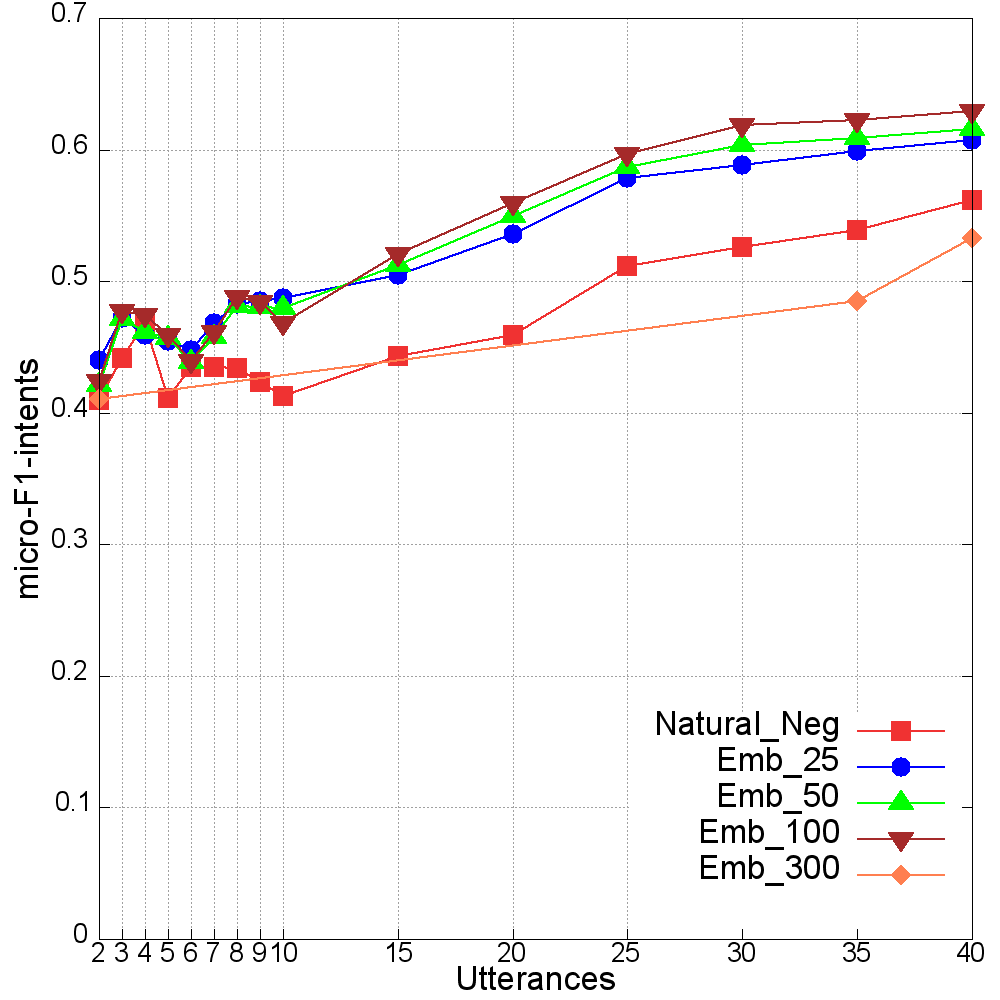 0.7
0.6
0.5
0.4
0.3
0.2
0.1
0
micro-F1-intents
Natural_Neg
Emb_25
Emb_50
Emb_100
Emb_300
2 3 4 5 6 7 8 9 10 15 20 25 30 35 40
Utterances